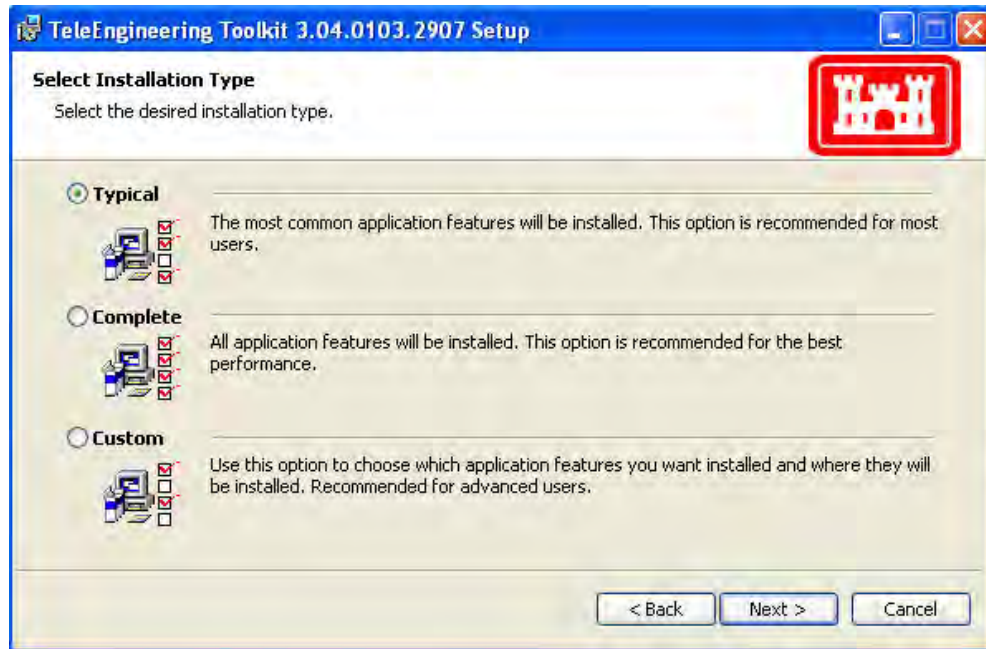 TeleEngineering Toolkit 3.04.0103.2907 Setup
Select Installation Type
Select the desired installation type.
Typical
The most common application features will be installed. This option is recommended for most
users.
Complete
All application features will be installed. This option is recommended for the best
performance.
Custom
Use this option to choose which application features you want installed and where they will
be installed. Recommended for advanced users.
< Back
Next >
Cancel